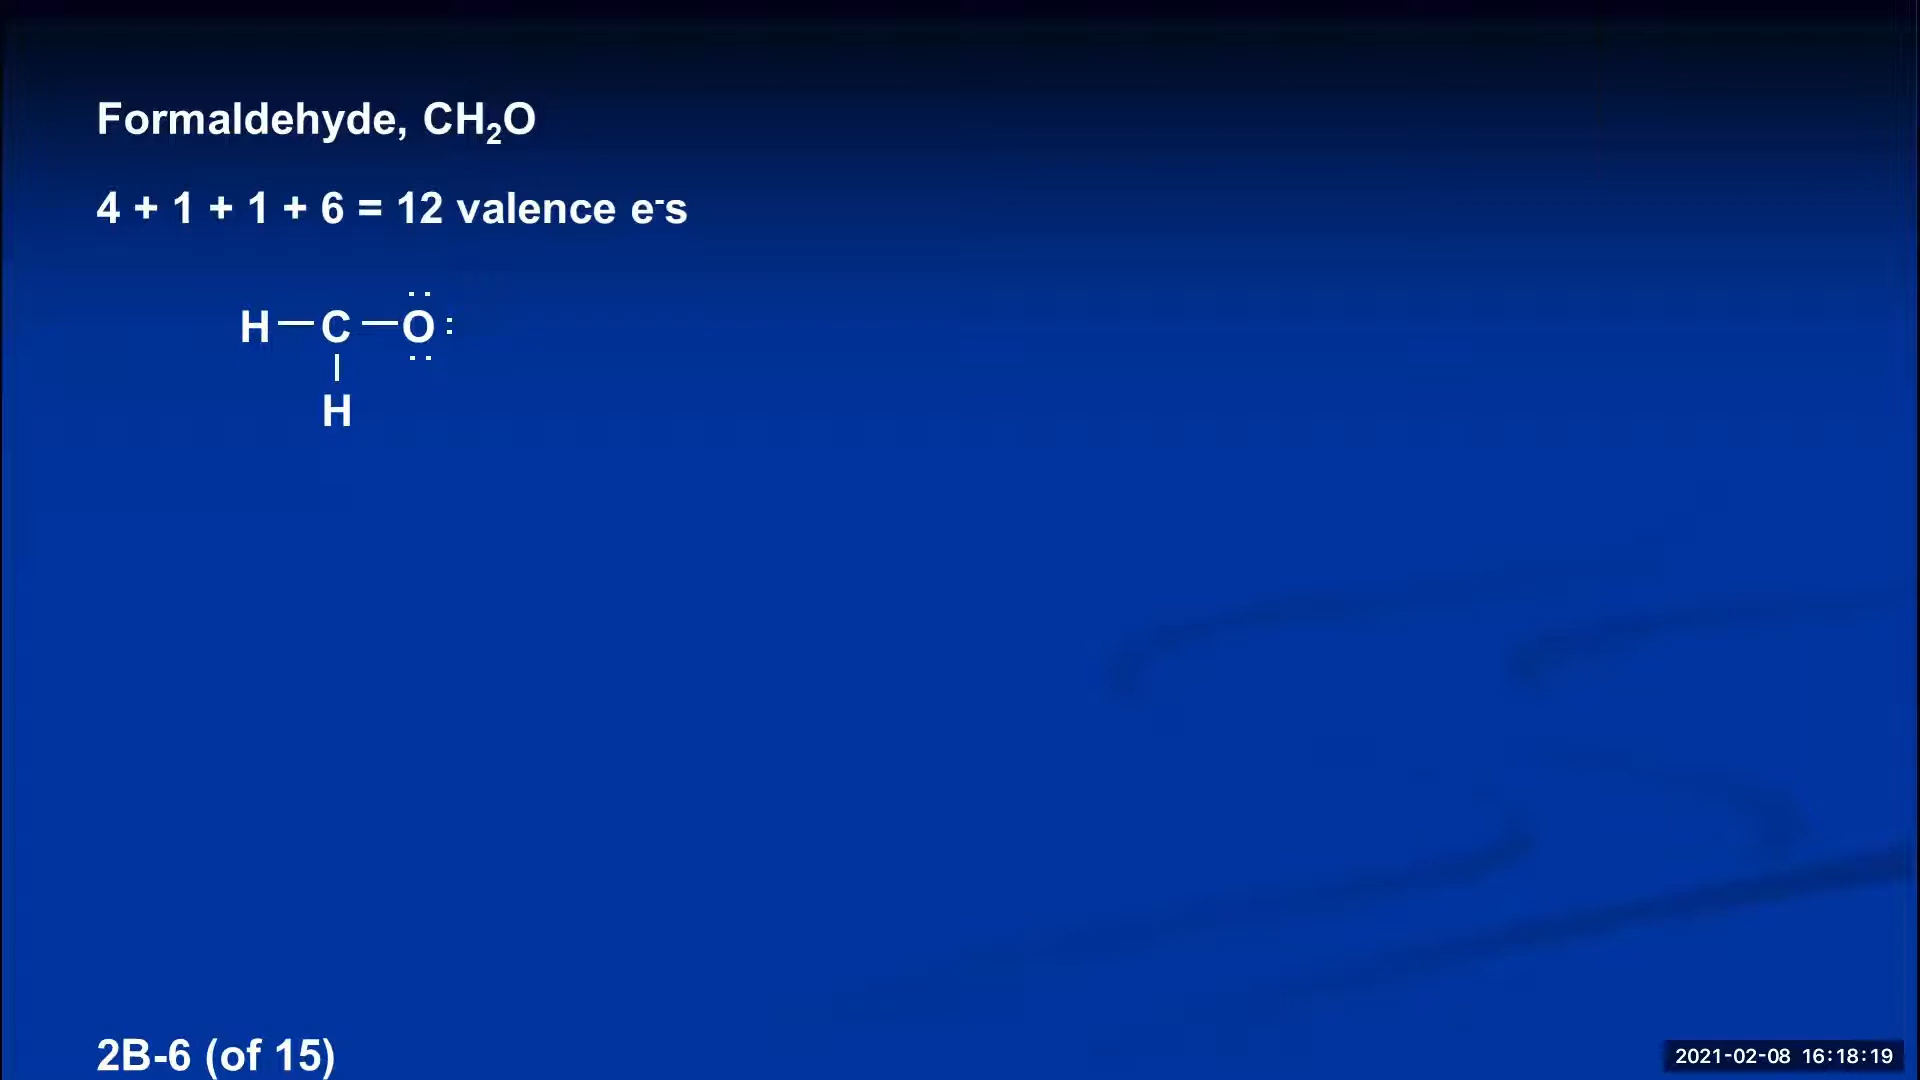 Formaldehyde, CH₂O
4 + 1 + 1 + 6 = 12 valence e⁻s
H—C—O:
H
2B-6 (of 15)
2021-02-08 16:18:19